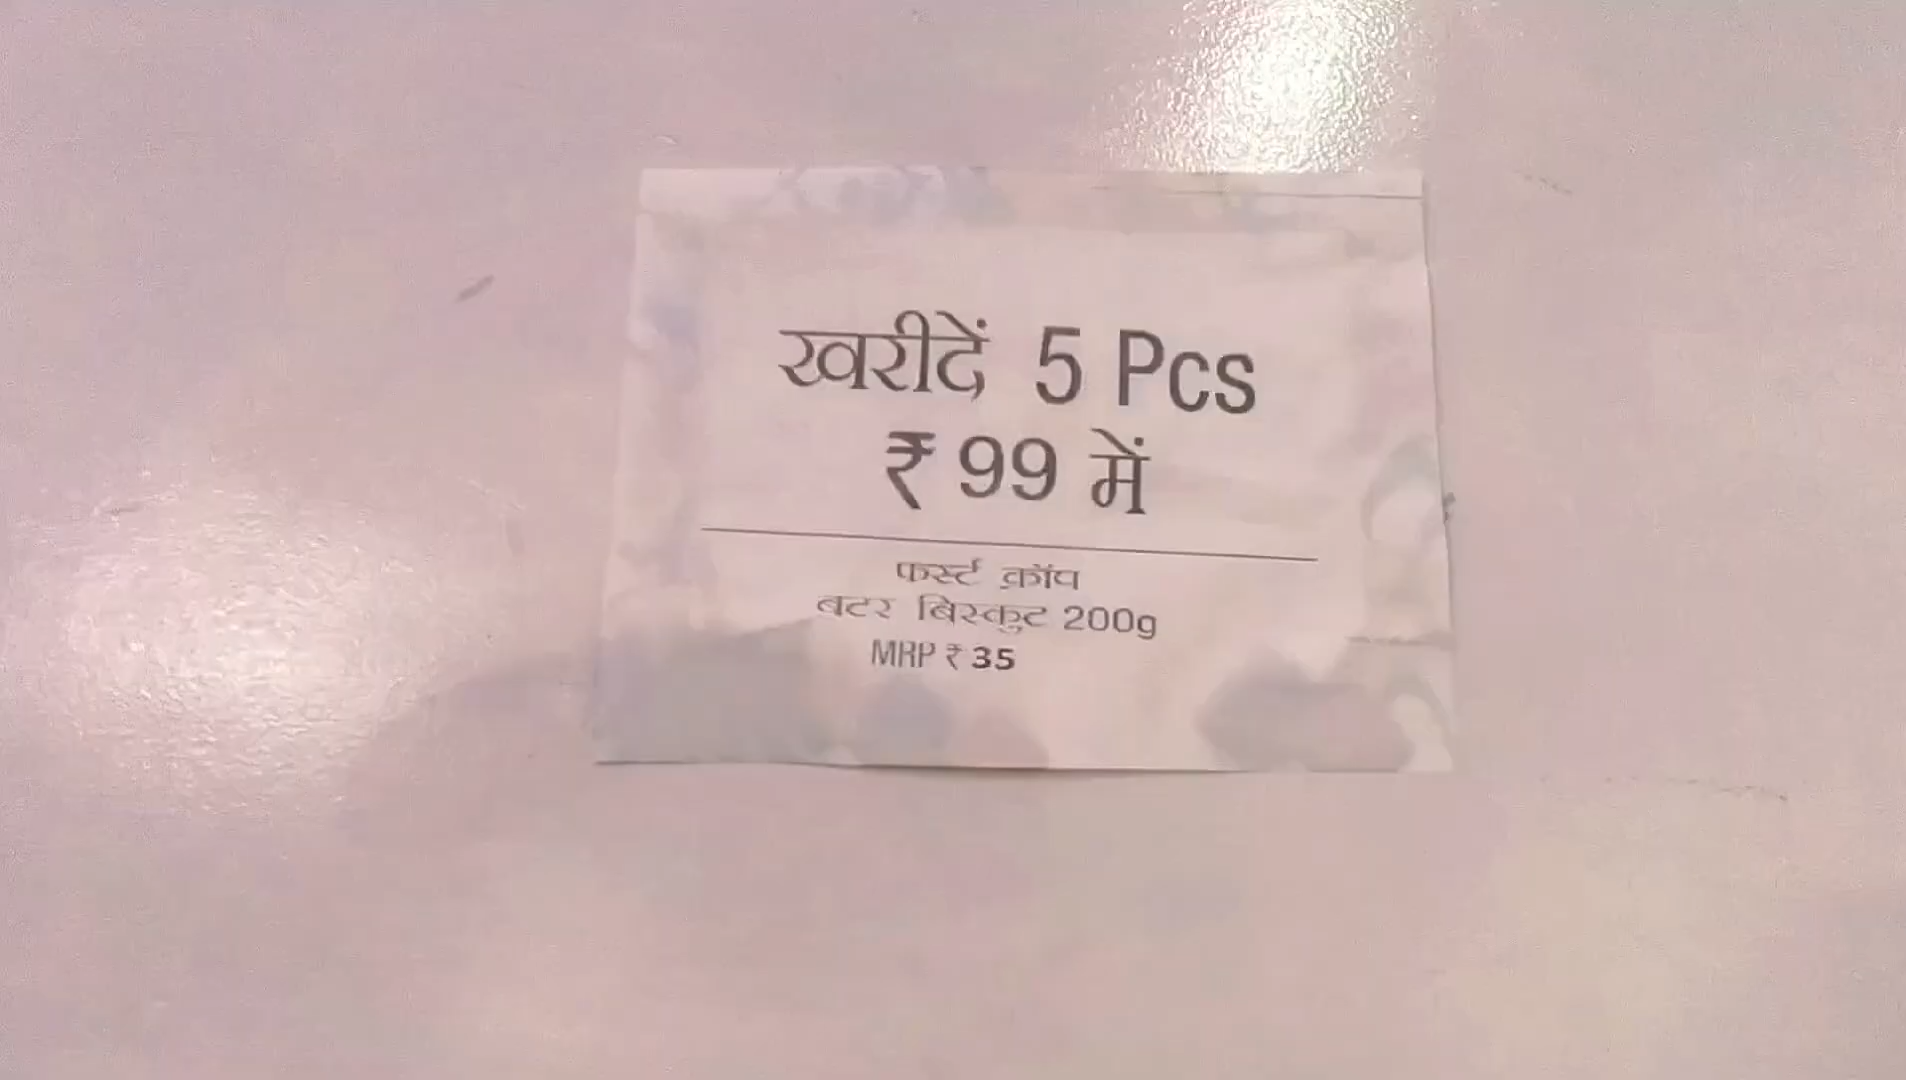 खरीदें 5 Pcs
₹ 99 में
फर्स्ट क्रॉप
बटर बिस्कुट 200g
MRP ₹ 35